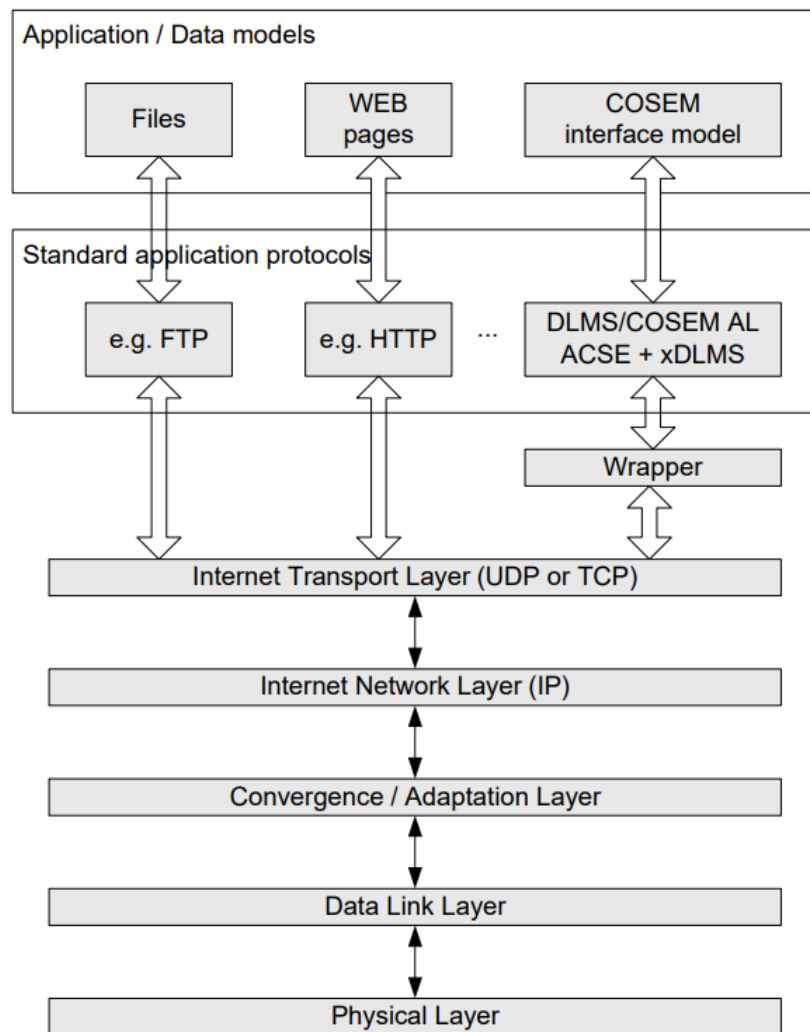 Application / Data models
Files
WEB
pages
COSEM
interface model
Standard application protocols
e.g. FTP
e.g. HTTP
...
DLMS/COSEM AL
ACSE + xDLMS
Wrapper
Internet Transport Layer (UDP or TCP)
Internet Network Layer (IP)
Convergence / Adaptation Layer
Data Link Layer
Physical Layer